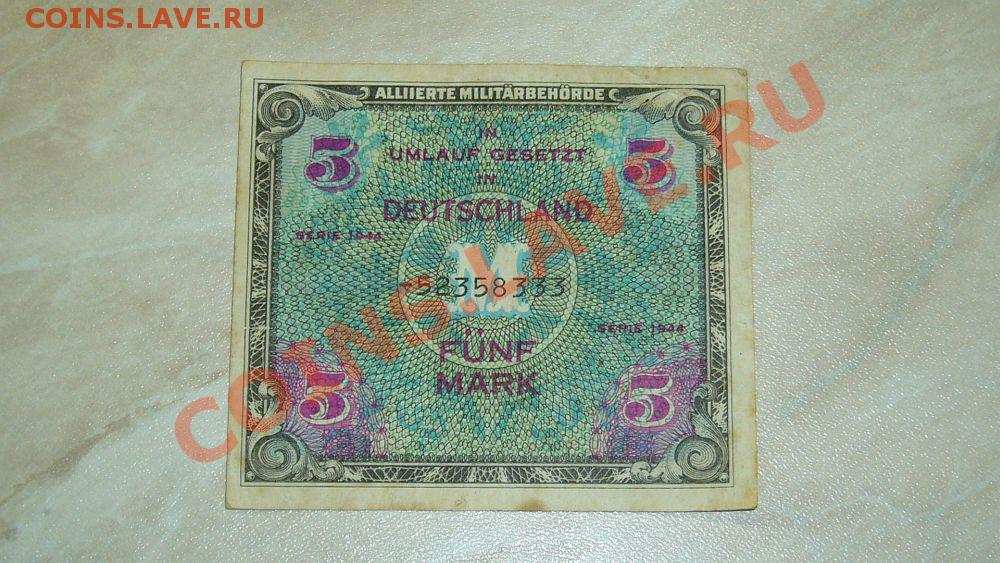 COINS.LAVE.RU
ALLIIERTE MILITÄRBEHÖRDE
IN
5 UMLAUF GESETZT 5
IN
DEUTSCHLAND
SERIE 1944
M
-52358333
SERIE 1944
FÜNF
5 MARK 5
COINS.LAVE.RU